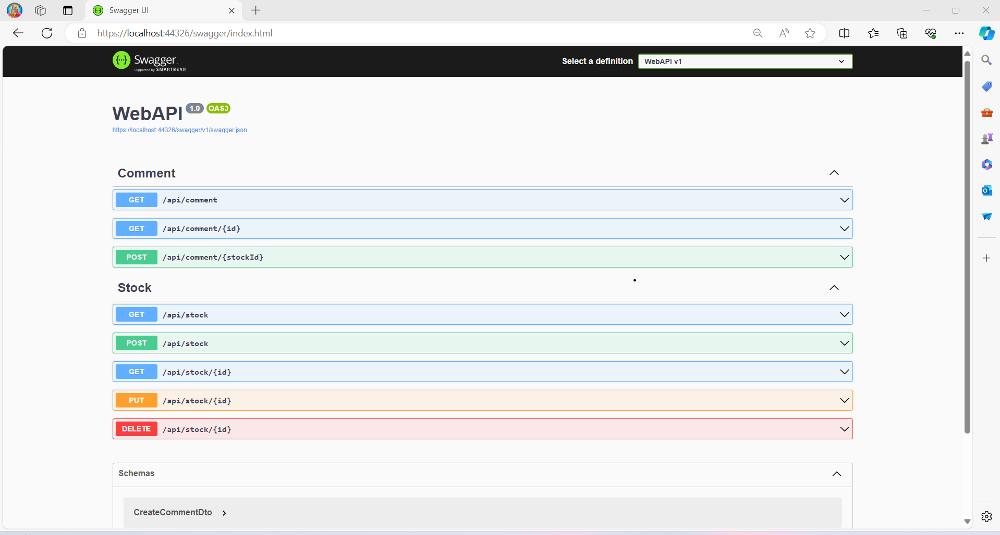 Swagger UI
https://localhost:44326/swagger/index.html
Swagger.
Supported by SMARTBEAR
Select a definition
WebAPI v1
WebAPI 1.0 OAS3
https://localhost:44326/swagger/v1/swagger.json
Comment
GET /api/comment
GET /api/comment/{id}
POST /api/comment/{stockId}
Stock
GET /api/stock
POST /api/stock
GET /api/stock/{id}
PUT /api/stock/{id}
DELETE /api/stock/{id}
Schemas
CreateCommentDto